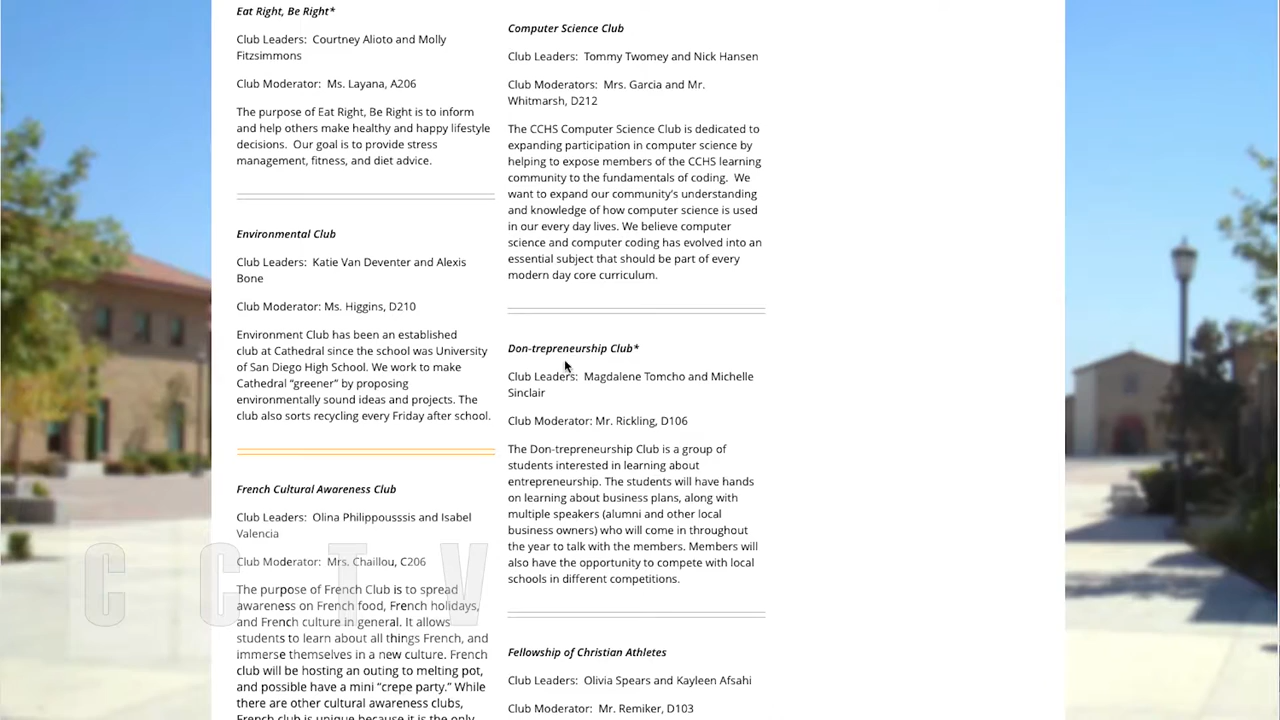 Eat Right, Be Right*
Club Leaders: Courtney Alioto and Molly
Fitzsimmons
Club Moderator: Ms. Layana, A206
The purpose of Eat Right, Be Right is to inform
and help others make healthy and happy lifestyle
decisions. Our goal is to provide stress
management, fitness, and diet advice.
Environmental Club
Club Leaders: Katie Van Deventer and Alexis
Bone
Club Moderator: Ms. Higgins, D210
Environment Club has been an established
club at Cathedral since the school was University
of San Diego High School. We work to make
Cathedral “greener” by proposing
environmentally sound ideas and projects. The
club also sorts recycling every Friday after school.
French Cultural Awareness Club
Club Leaders: Olina Philippousssis and Isabel
Valencia
Club Moderator: Mrs. Chaillou, C206
The purpose of French Club is to spread
awareness on French food, French holidays,
and French culture in general. It allows
students to learn about all things French, and
immerse themselves in a new culture. French
club will be hosting an outing to melting pot,
and possible have a mini “crepe party.” While
there are other cultural awareness clubs,
French club is unique because it is the only
Computer Science Club
Club Leaders: Tommy Twomey and Nick Hansen
Club Moderators: Mrs. Garcia and Mr.
Whitmarsh, D212
The CCHS Computer Science Club is dedicated to
expanding participation in computer science by
helping to expose members of the CCHS learning
community to the fundamentals of coding. We
want to expand our community’s understanding
and knowledge of how computer science is used
in our every day lives. We believe computer
science and computer coding has evolved into an
essential subject that should be part of every
modern day core curriculum.
Don-trepreneurship Club*
Club Leaders: Magdalene Tomcho and Michelle
Sinclair
Club Moderator: Mr. Rickling, D106
The Don-trepreneurship Club is a group of
students interested in learning about
entrepreneurship. The students will have hands
on learning about business plans, along with
multiple speakers (alumni and other local
business owners) who will come in throughout
the year to talk with the members. Members will
also have the opportunity to compete with local
schools in different competitions.
Fellowship of Christian Athletes
Club Leaders: Olivia Spears and Kayleen Afsahi
Club Moderator: Mr. Remiker, D103
C C T V